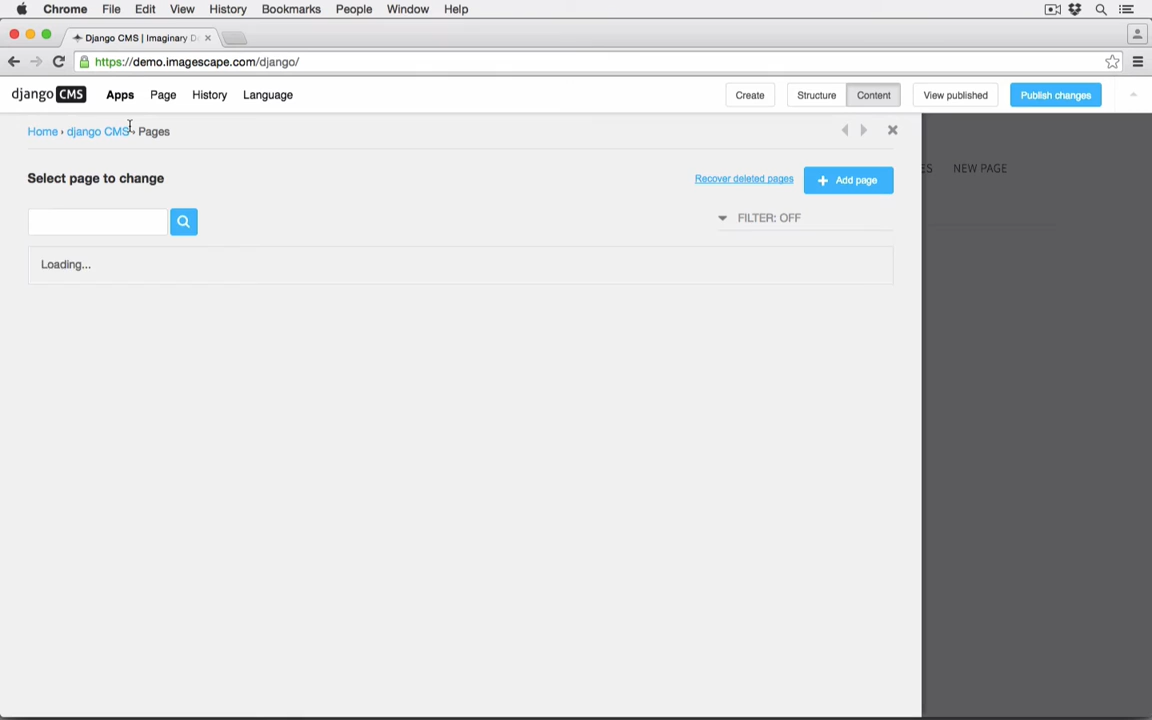 Chrome File Edit View History Bookmarks People Window Help
Django CMS | Imaginary D
https://demo.imagescape.com/django/
django CMS Apps Page History Language Create Structure Content View published Publish changes
Home › django CMS › Pages
Select page to change Recover deleted pages + Add page
ES NEW PAGE
FILTER: OFF
Loading...